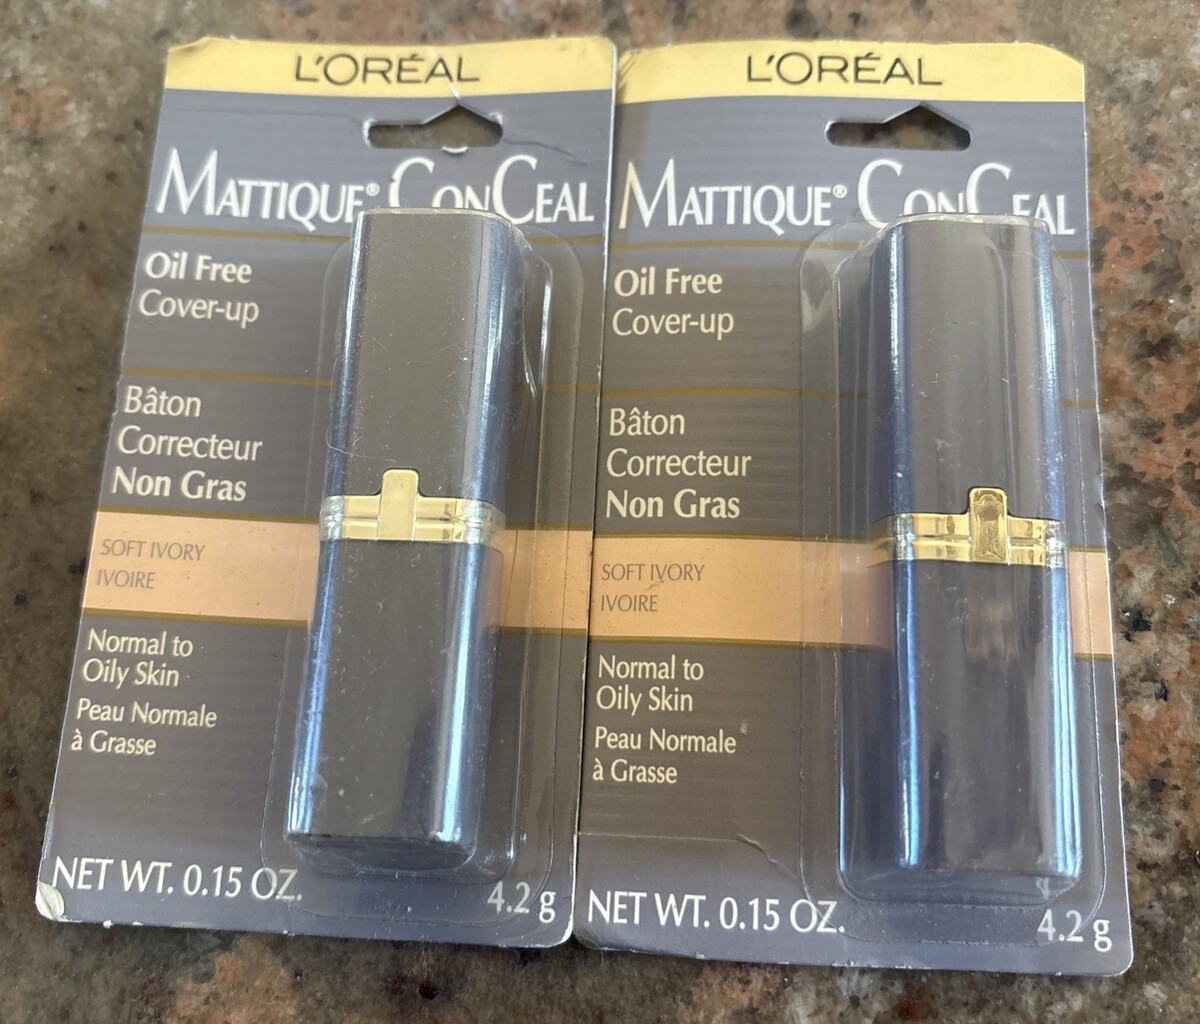 L'ORÉAL
MATTIQUE® CONCEAL
Oil Free
Cover-up
Bâton
Correcteur
Non Gras
SOFT IVORY
IVOIRE
Normal to
Oily Skin
Peau Normale
à Grasse
NET WT. 0.15 OZ. 4.2 g
L'ORÉAL
MATTIQUE® CONCEAL
Oil Free
Cover-up
Bâton
Correcteur
Non Gras
SOFT IVORY
IVOIRE
Normal to
Oily Skin
Peau Normale
à Grasse
NET WT. 0.15 OZ. 4.2 g